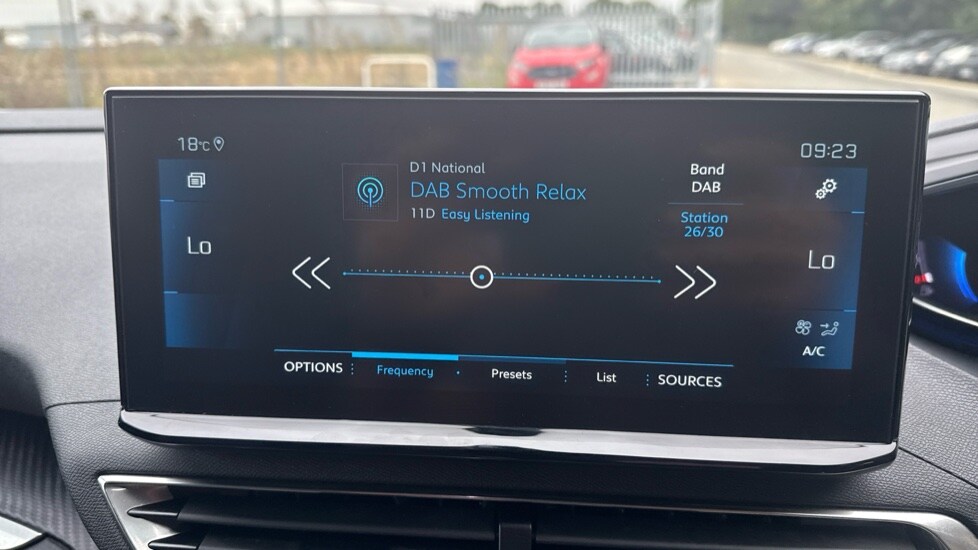 18°C
09:23
D1 National
DAB Smooth Relax
11D Easy Listening
Band
DAB
Station
26/30
Lo
Lo
A/C
OPTIONS
Frequency
Presets
List
SOURCES